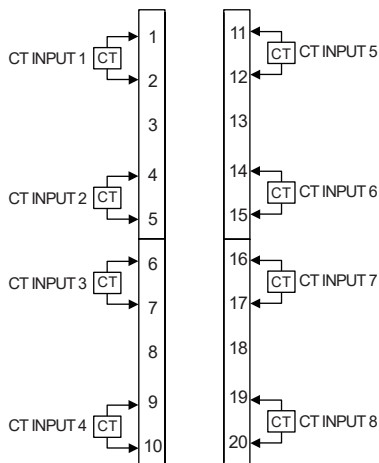 1
CT INPUT 1 CT
2
3
4
CT INPUT 2 CT
5
6
CT INPUT 3 CT
7
8
9
CT INPUT 4 CT
10
11
CT CT INPUT 5
12
13
14
CT CT INPUT 6
15
16
CT CT INPUT 7
17
18
19
CT CT INPUT 8
20